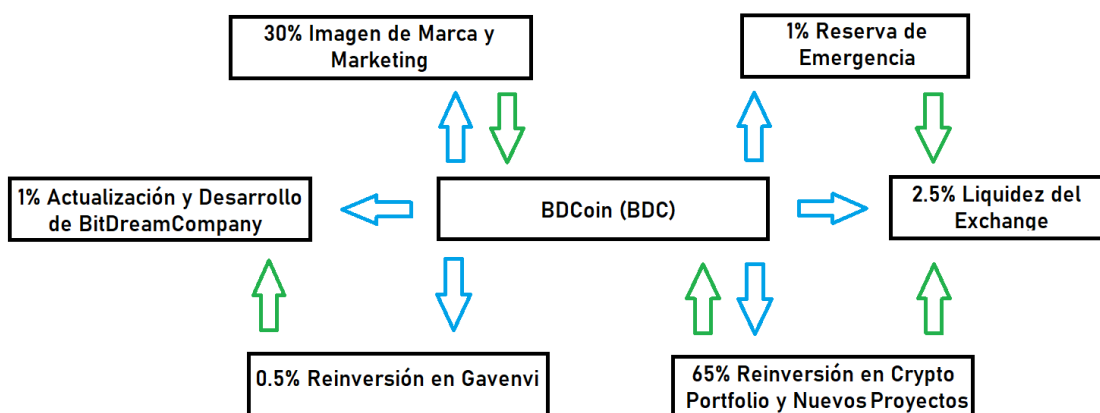 30% Imagen de Marca y
Marketing
1% Reserva de
Emergencia
1% Actualización y Desarrollo
de BitDreamCompany
BDCoin (BDC)
2.5% Liquidez del
Exchange
0.5% Reinversión en Gavenvi
65% Reinversión en Crypto
Portfolio y Nuevos Proyectos